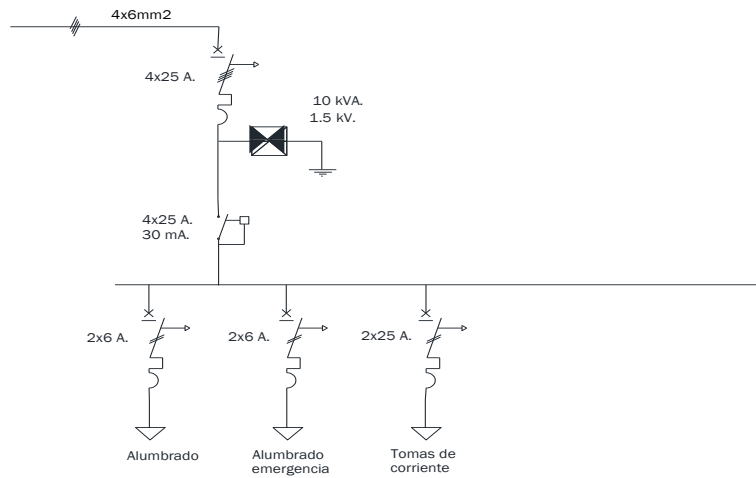 4x6mm2
4x25 A.
10 kVA.
1.5 kV.
4x25 A.
30 mA.
2x6 A.
2x6 A.
2x25 A.
Alumbrado
Alumbrado
emergencia
Tomas de
corriente